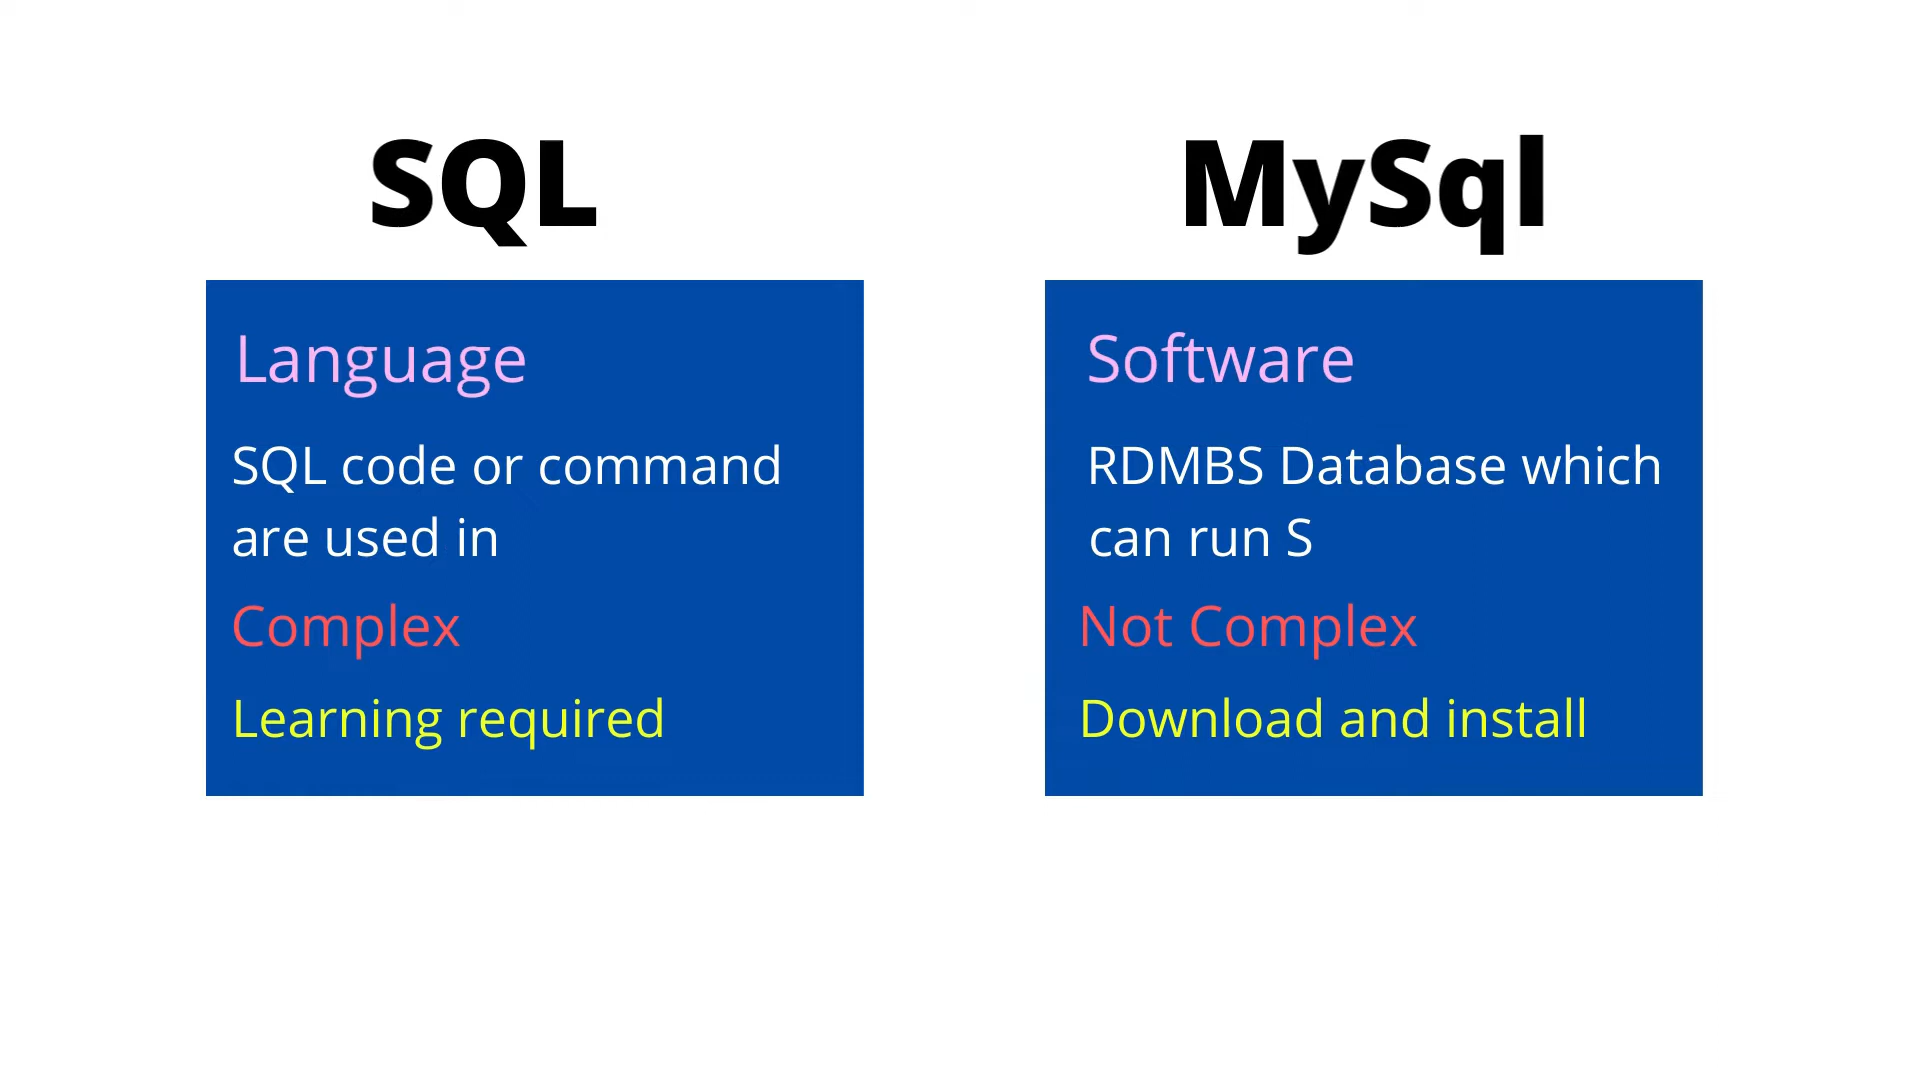 SQL
MySql
Language
SQL code or command
are used in
Complex
Learning required
Software
RDMBS Database which
can run S
Not Complex
Download and install